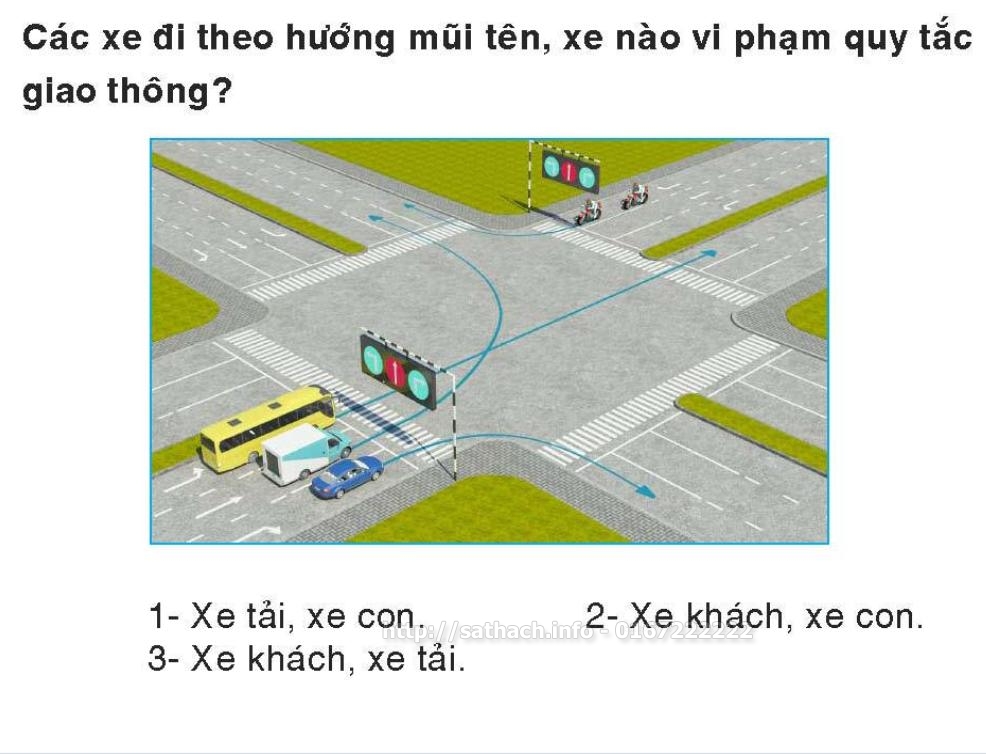 Các xe đi theo hướng mũi tên, xe nào vi phạm quy tắc
giao thông?
1- Xe tải, xe con. 2- Xe khách, xe con.
http://sathach.info - 0167222222
3- Xe khách, xe tải.